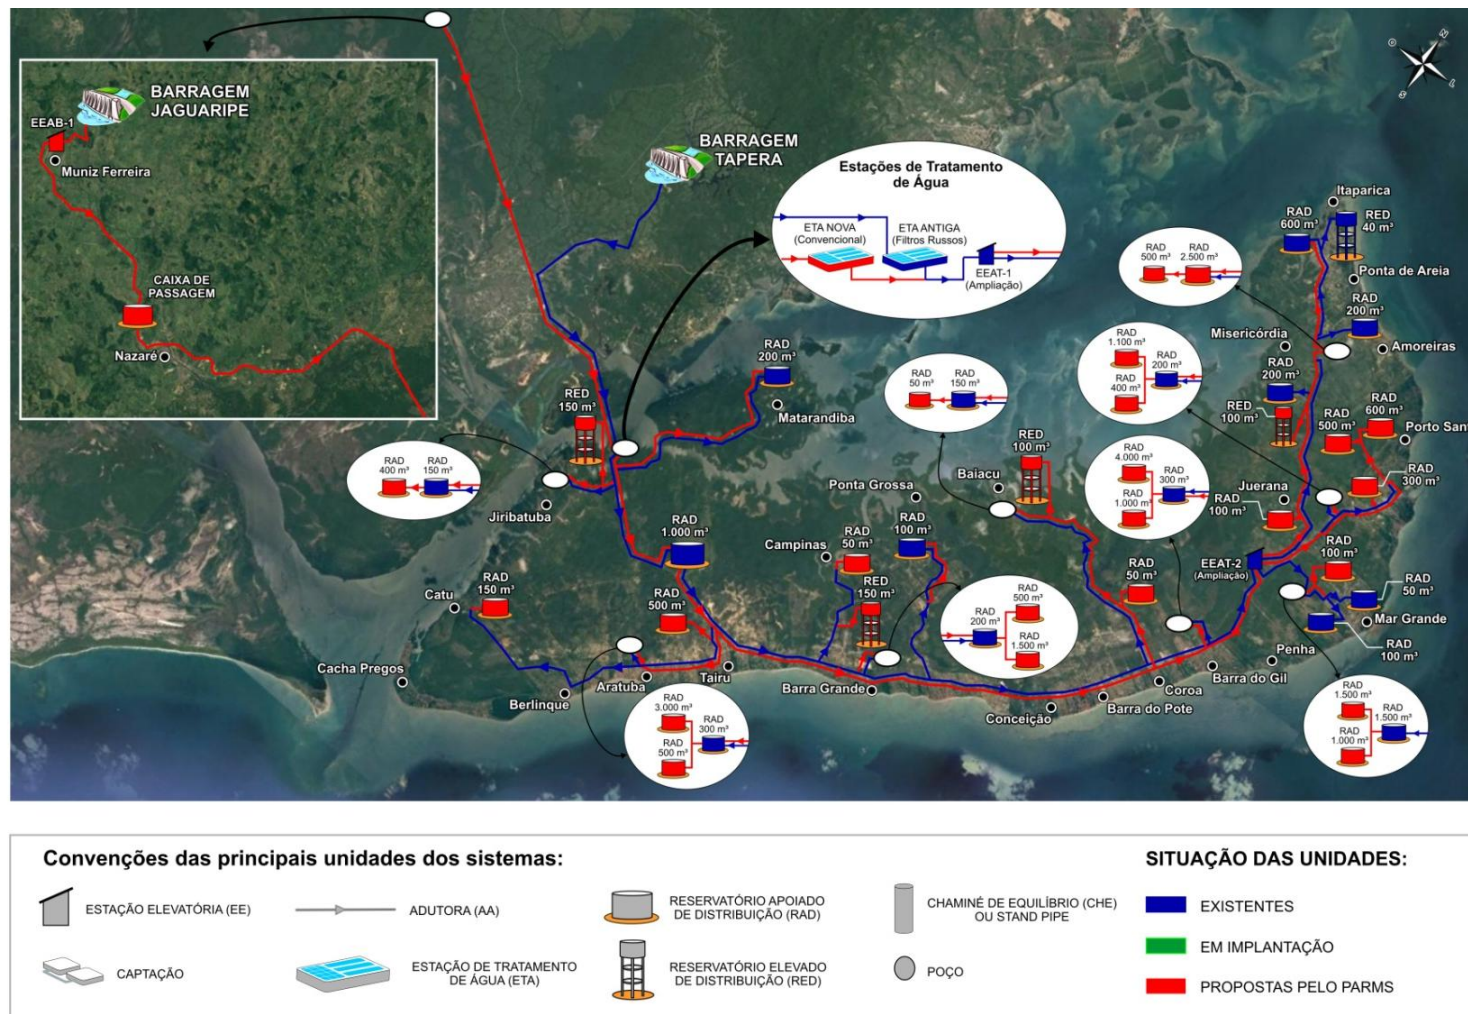 BARRAGEM
JAGUARIPE
EEAB-1
Muniz Ferreira
CAIXA DE
PASSAGEM
Nazaré
BARRAGEM
TAPERA
Estações de Tratamento
de Água
ETA NOVA
(Convencional)
ETA ANTIGA
(Filtros Russos)
EEAT-1
(Ampliação)
N
O
S
L
Itaparica
RAD
600 m³
RED
40 m³
Ponta de Areia
RAD
200 m³
Amoreiras
RAD
500 m³
RAD
2.500 m³
Misericórdia
RAD
200 m³
RED
100 m³
RAD
500 m³
RAD
600 m³
Porto Sant
RAD
300 m³
RAD
1.100 m³
RAD
400 m³
RAD
200 m³
Juerana
RAD
100 m³
RAD
4.000 m³
RAD
1.000 m³
RAD
300 m³
RAD
200 m³
Matarandiba
RED
150 m³
RAD
400 m³
RAD
150 m³
Jiribatuba
RAD
50 m³
RAD
150 m³
RED
100 m³
Baiacu
Ponta Grossa
RAD
100 m³
RAD
50 m³
Campinas
RED
150 m³
RAD
1.000 m³
RAD
150 m³
Catu
RAD
500 m³
Cacha Pregos
Berlinque
Aratuba
Tairu
Barra Grande
Conceição
Barra do Pote
Coroa
Barra do Gil
Penha
Mar Grande
EEAT-2
(Ampliação)
RAD
100 m³
RAD
50 m³
RAD
100 m³
RAD
50 m³
RAD
200 m³
RAD
500 m³
RAD
1.500 m³
RAD
3.000 m³
RAD
500 m³
RAD
300 m³
RAD
1.500 m³
RAD
1.000 m³
RAD
1.500 m³
Convenções das principais unidades dos sistemas:
ESTAÇÃO ELEVATÓRIA (EE)
CAPTAÇÃO
ADUTORA (AA)
ESTAÇÃO DE TRATAMENTO
DE ÁGUA (ETA)
RESERVATÓRIO APOIADO
DE DISTRIBUIÇÃO (RAD)
RESERVATÓRIO ELEVADO
DE DISTRIBUIÇÃO (RED)
CHAMINÉ DE EQUILÍBRIO (CHE)
OU STAND PIPE
POÇO
SITUAÇÃO DAS UNIDADES:
EXISTENTES
EM IMPLANTAÇÃO
PROPOSTAS PELO PARMS